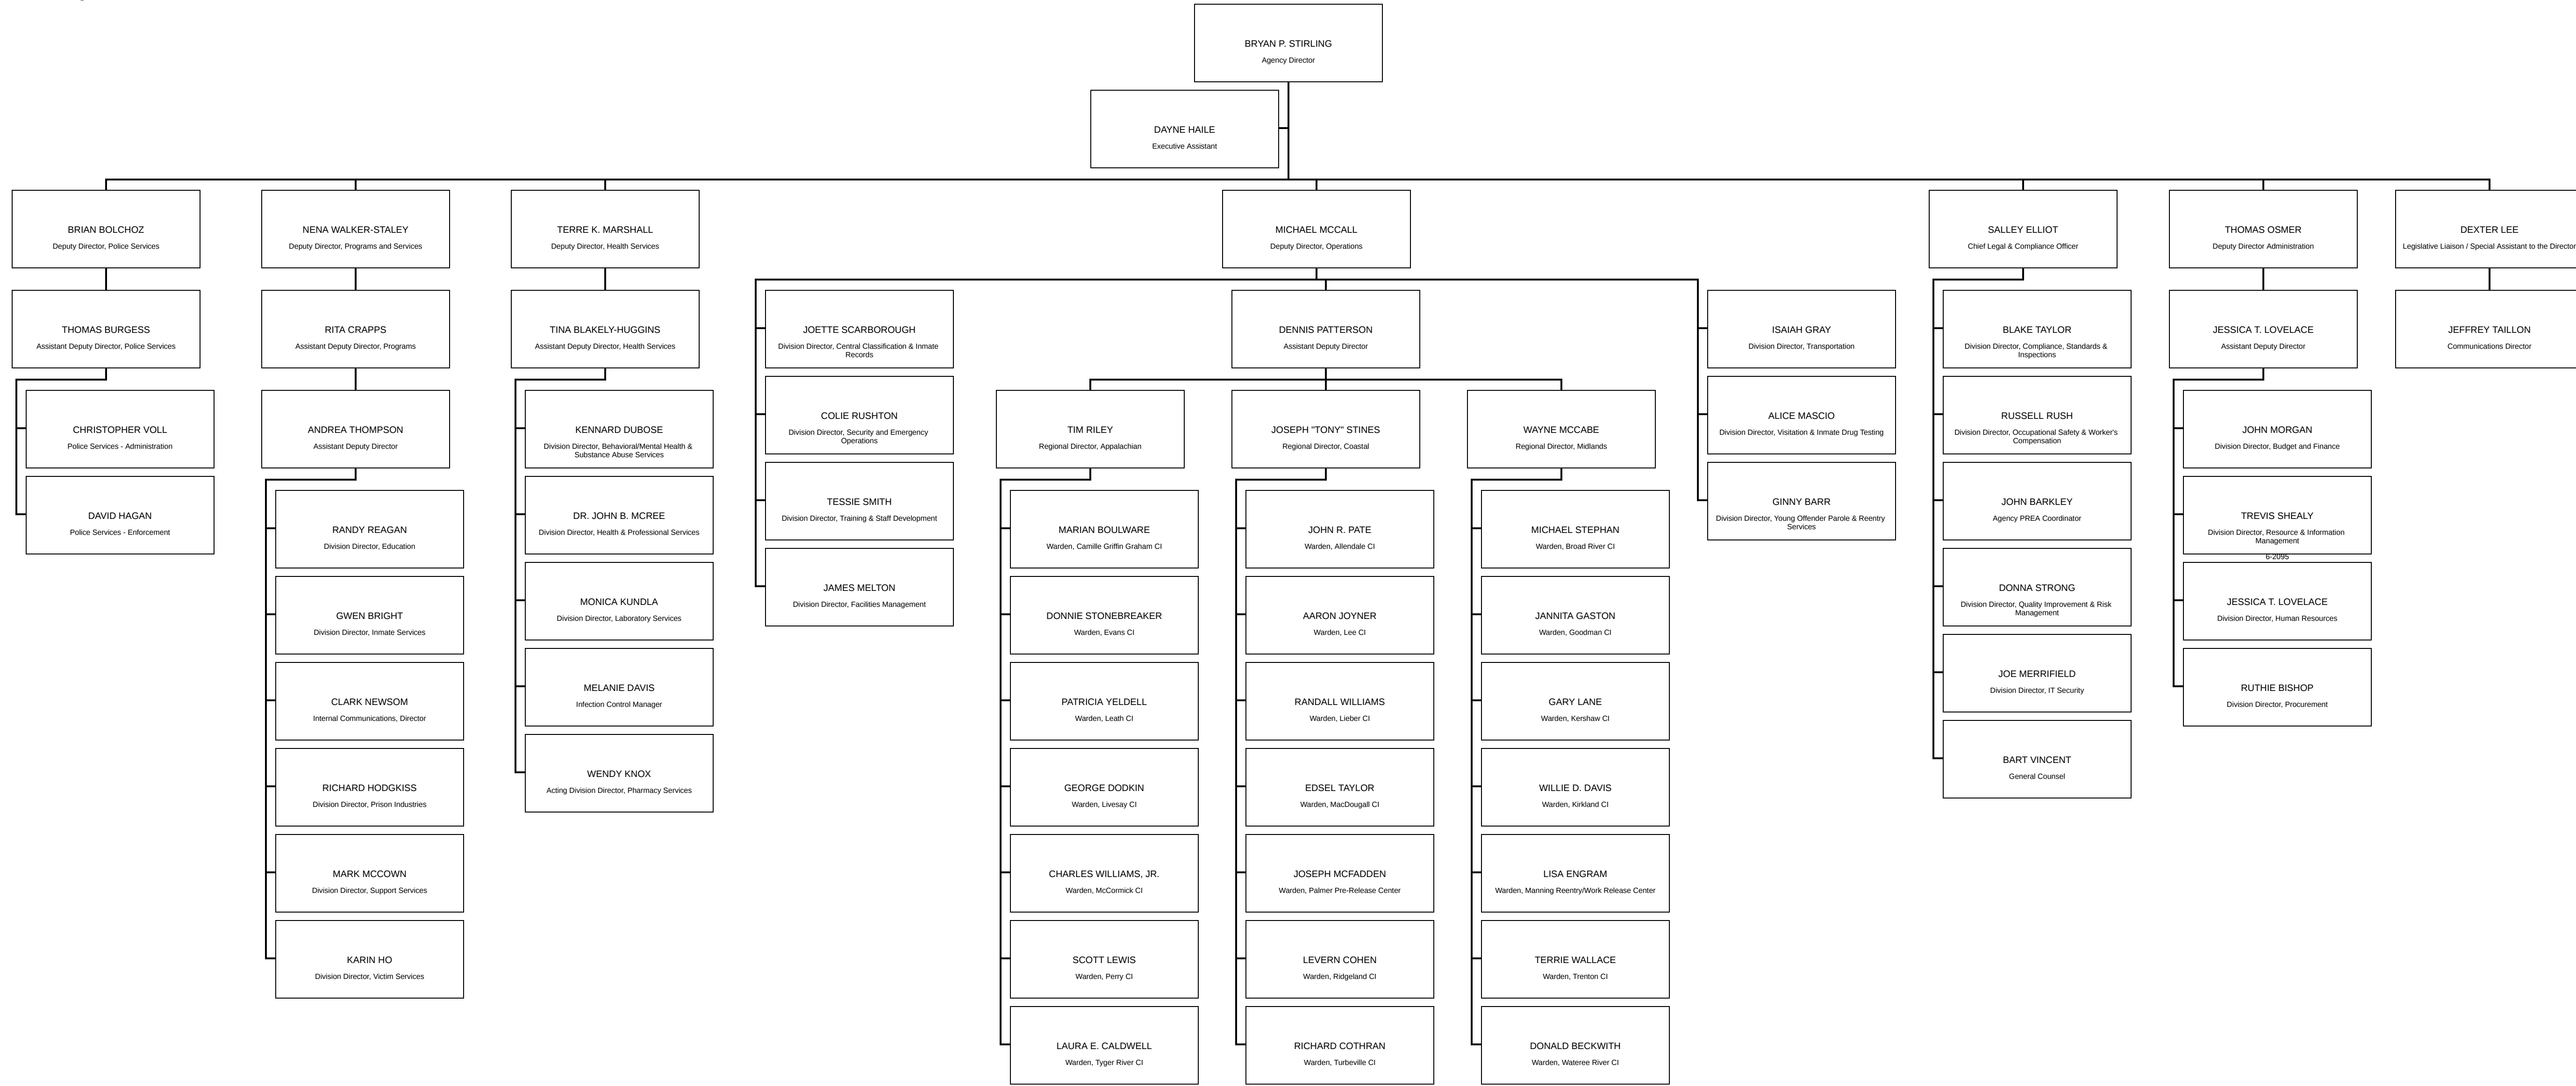 BRYAN P. STIRLING
Agency Director
DAYNE HAILE
Executive Assistant
BRIAN BOLCHOZ
Deputy Director, Police Services
NENA WALKER-STALEY
Deputy Director, Programs and Services
TERRE K. MARSHALL
Deputy Director, Health Services
MICHAEL MCCALL
Deputy Director, Operations
SALLEY ELLIOT
Chief Legal & Compliance Officer
THOMAS OSMER
Deputy Director Administration
DEXTER LEE
Legislative Liaison / Special Assistant to the Director
THOMAS BURGESS
Assistant Deputy Director, Police Services
CHRISTOPHER VOLL
Police Services - Administration
DAVID HAGAN
Police Services - Enforcement
RITA CRAPPS
Assistant Deputy Director, Programs
ANDREA THOMPSON
Assistant Deputy Director
RANDY REAGAN
Division Director, Education
GWEN BRIGHT
Division Director, Inmate Services
CLARK NEWSOM
Internal Communications, Director
RICHARD HODGKISS
Division Director, Prison Industries
MARK MCCOWN
Division Director, Support Services
KARIN HO
Division Director, Victim Services
TINA BLAKELY-HUGGINS
Assistant Deputy Director, Health Services
KENNARD DUBOSE
Division Director, Behavioral/Mental Health &
Substance Abuse Services
DR. JOHN B. MCREE
Division Director, Health & Professional Services
MONICA KUNDLA
Division Director, Laboratory Services
MELANIE DAVIS
Infection Control Manager
WENDY KNOX
Acting Division Director, Pharmacy Services
JOETTE SCARBOROUGH
Division Director, Central Classification & Inmate
Records
COLIE RUSHTON
Division Director, Security and Emergency
Operations
TESSIE SMITH
Division Director, Training & Staff Development
JAMES MELTON
Division Director, Facilities Management
DENNIS PATTERSON
Assistant Deputy Director
TIM RILEY
Regional Director, Appalachian
MARIAN BOULWARE
Warden, Camille Griffin Graham CI
DONNIE STONEBREAKER
Warden, Evans CI
PATRICIA YELDELL
Warden, Leath CI
GEORGE DODKIN
Warden, Livesay CI
CHARLES WILLIAMS, JR.
Warden, McCormick CI
SCOTT LEWIS
Warden, Perry CI
LAURA E. CALDWELL
Warden, Tyger River CI
JOSEPH "TONY" STINES
Regional Director, Coastal
JOHN R. PATE
Warden, Allendale CI
AARON JOYNER
Warden, Lee CI
RANDALL WILLIAMS
Warden, Lieber CI
EDSEL TAYLOR
Warden, MacDougall CI
JOSEPH MCFADDEN
Warden, Palmer Pre-Release Center
LEVERN COHEN
Warden, Ridgeland CI
RICHARD COTHRAN
Warden, Turbeville CI
WAYNE MCCABE
Regional Director, Midlands
MICHAEL STEPHAN
Warden, Broad River CI
JANNITA GASTON
Warden, Goodman CI
GARY LANE
Warden, Kershaw CI
WILLIE D. DAVIS
Warden, Kirkland CI
LISA ENGRAM
Warden, Manning Reentry/Work Release Center
TERRIE WALLACE
Warden, Trenton CI
DONALD BECKWITH
Warden, Wateree River CI
ISAIAH GRAY
Division Director, Transportation
ALICE MASCIO
Division Director, Visitation & Inmate Drug Testing
GINNY BARR
Division Director, Young Offender Parole & Reentry
Services
BLAKE TAYLOR
Division Director, Compliance, Standards &
Inspections
RUSSELL RUSH
Division Director, Occupational Safety & Worker's
Compensation
JOHN BARKLEY
Agency PREA Coordinator
DONNA STRONG
Division Director, Quality Improvement & Risk
Management
JOE MERRIFIELD
Division Director, IT Security
BART VINCENT
General Counsel
JESSICA T. LOVELACE
Assistant Deputy Director
JOHN MORGAN
Division Director, Budget and Finance
TREVIS SHEALY
Division Director, Resource & Information
Management
6-2095
JESSICA T. LOVELACE
Division Director, Human Resources
RUTHIE BISHOP
Division Director, Procurement
JEFFREY TAILLON
Communications Director